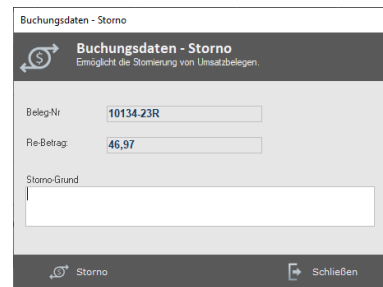 Buchungsdaten - Storno
Buchungsdaten - Storno
Ermöglicht die Stornierung von Umsatzbelegen.
Beleg-Nr 10134-23R
Re-Betrag: 46,97
Storno-Grund
Storno Schließen